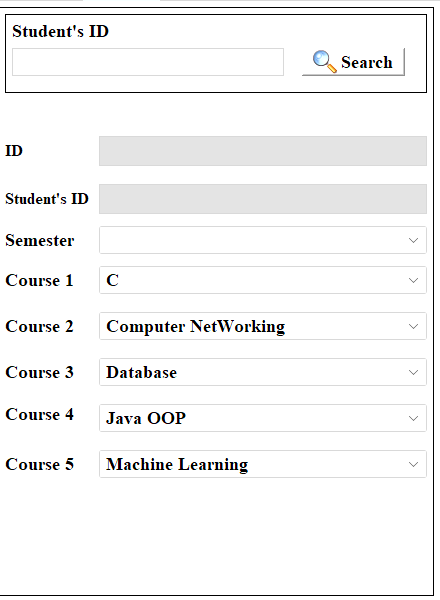 Student's ID
Search
ID
Student's ID
Semester
Course 1 C
Course 2 Computer NetWorking
Course 3 Database
Course 4 Java OOP
Course 5 Machine Learning